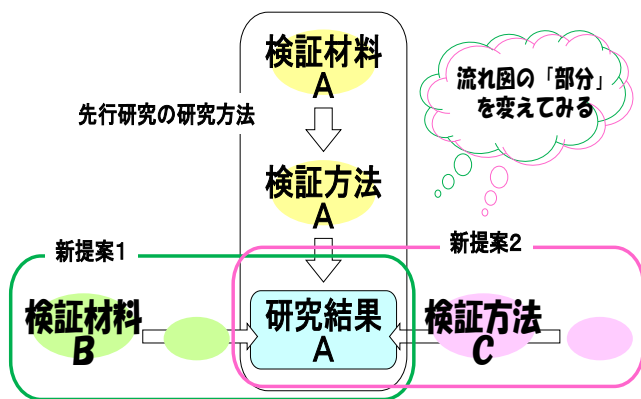 検証材料
A
流れ図の「部分」
を変えてみる
先行研究の研究方法
検証方法
A
新提案1
新提案2
検証材料
B
研究結果
A
検証方法
C